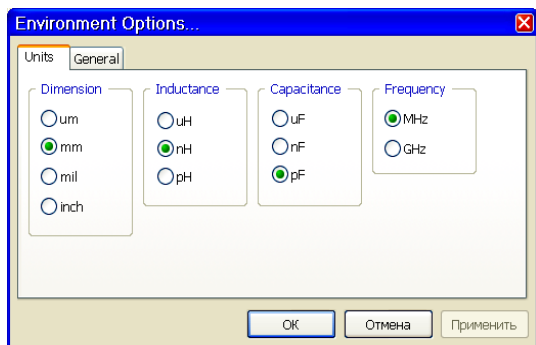 Environment Options...
Units General
Dimension Inductance Capacitance Frequency
um uH uF MHz
mm nH nF GHz
mil pH pF
inch
OK Отмена Применить